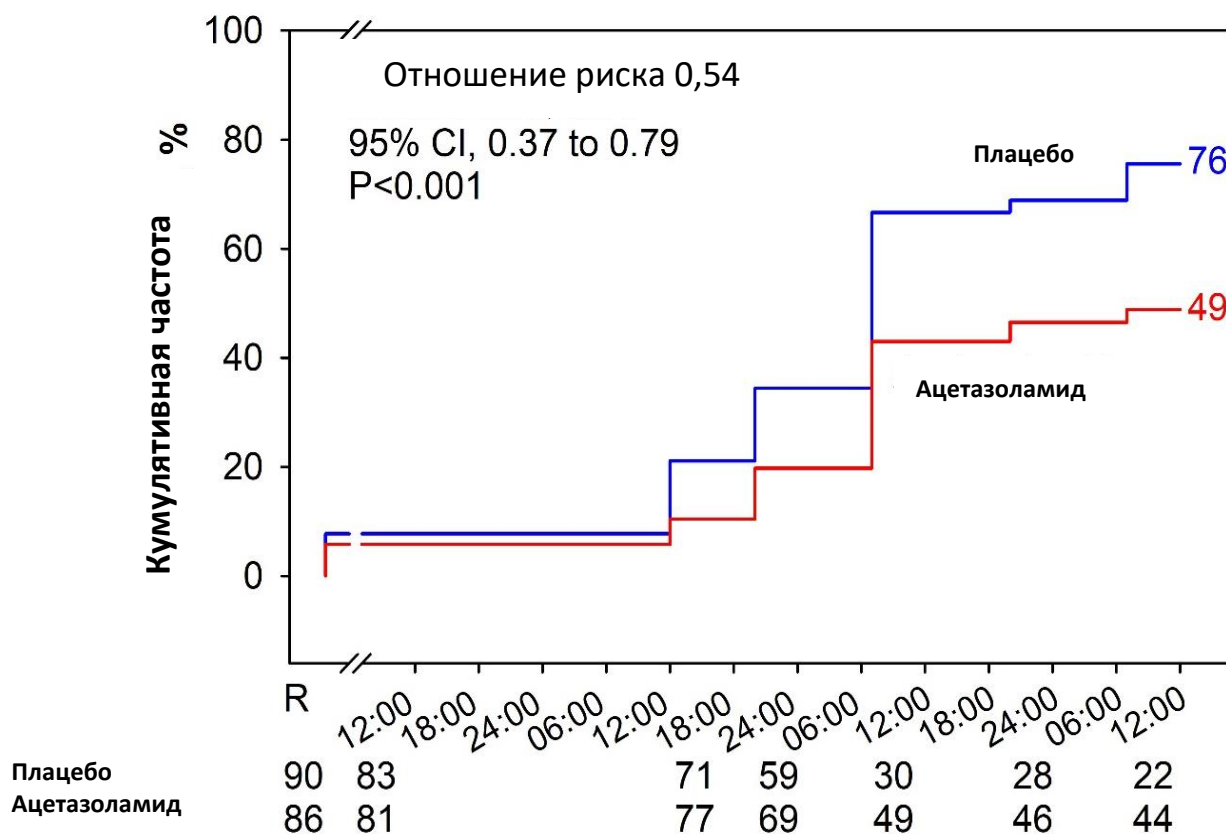 100
Отношение риска 0,54
95% CI, 0.37 to 0.79
P<0.001
80
60
40
20
0
%
Кумулятивная частота
Плацебо
76
49
Ацетазоламид
R
12:00 18:00 24:00 06:00 12:00 18:00 24:00 06:00 12:00 18:00 24:00 06:00 12:00
Плацебо 90 83 71 59 30 28 22
Ацетазоламид 86 81 77 69 49 46 44